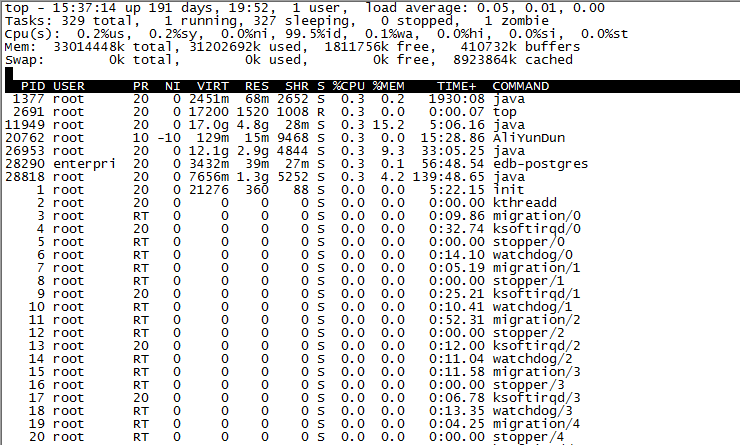 top - 15:37:14 up 191 days, 19:52,  1 user,  load average: 0.05, 0.01, 0.00
Tasks: 329 total,   1 running, 327 sleeping,   0 stopped,   1 zombie
Cpu(s):  0.2%us,  0.2%sy,  0.0%ni, 99.5%id,  0.1%wa,  0.0%hi,  0.0%si,  0.0%st
Mem:  33014448k total, 31202692k used,  1811756k free,   410732k buffers
Swap:        0k total,        0k used,        0k free,  8923864k cached
  PID USER      PR  NI  VIRT  RES  SHR S %CPU %MEM    TIME+  COMMAND
 1377 root      20   0 2451m  68m 2652 S  0.3  0.2   1930:08 java
 2691 root      20   0 17200 1520 1008 R  0.3  0.0   0:00.07 top
11949 root      20   0 17.0g 4.8g  28m S  0.3 15.2   5:06.16 java
20762 root      10 -10  129m  15m 9468 S  0.3  0.0  15:28.86 AliYunDun
26953 root      20   0 12.1g 2.9g 4844 S  0.3  9.3  33:05.25 java
28290 enterpri  20   0 3432m  39m  27m S  0.3  0.1  56:48.54 edb-postgres
28818 root      20   0 7656m 1.3g 5252 S  0.3  4.2 139:48.65 java
    1 root      20   0 21276  360   88 S  0.0  0.0   5:22.15 init
    2 root      20   0     0    0    0 S  0.0  0.0   0:00.00 kthreadd
    3 root      RT   0     0    0    0 S  0.0  0.0   0:09.86 migration/0
    4 root      20   0     0    0    0 S  0.0  0.0   0:32.74 ksoftirqd/0
    5 root      RT   0     0    0    0 S  0.0  0.0   0:00.00 stopper/0
    6 root      RT   0     0    0    0 S  0.0  0.0   0:14.10 watchdog/0
    7 root      RT   0     0    0    0 S  0.0  0.0   0:05.19 migration/1
    8 root      RT   0     0    0    0 S  0.0  0.0   0:00.00 stopper/1
    9 root      20   0     0    0    0 S  0.0  0.0   0:25.21 ksoftirqd/1
   10 root      RT   0     0    0    0 S  0.0  0.0   0:10.41 watchdog/1
   11 root      RT   0     0    0    0 S  0.0  0.0   0:52.31 migration/2
   12 root      RT   0     0    0    0 S  0.0  0.0   0:00.00 stopper/2
   13 root      20   0     0    0    0 S  0.0  0.0   0:12.00 ksoftirqd/2
   14 root      RT   0     0    0    0 S  0.0  0.0   0:11.04 watchdog/2
   15 root      RT   0     0    0    0 S  0.0  0.0   0:11.58 migration/3
   16 root      RT   0     0    0    0 S  0.0  0.0   0:00.00 stopper/3
   17 root      20   0     0    0    0 S  0.0  0.0   0:06.78 ksoftirqd/3
   18 root      RT   0     0    0    0 S  0.0  0.0   0:13.35 watchdog/3
   19 root      RT   0     0    0    0 S  0.0  0.0   0:04.25 migration/4
   20 root      RT   0     0    0    0 S  0.0  0.0   0:00.00 stopper/4